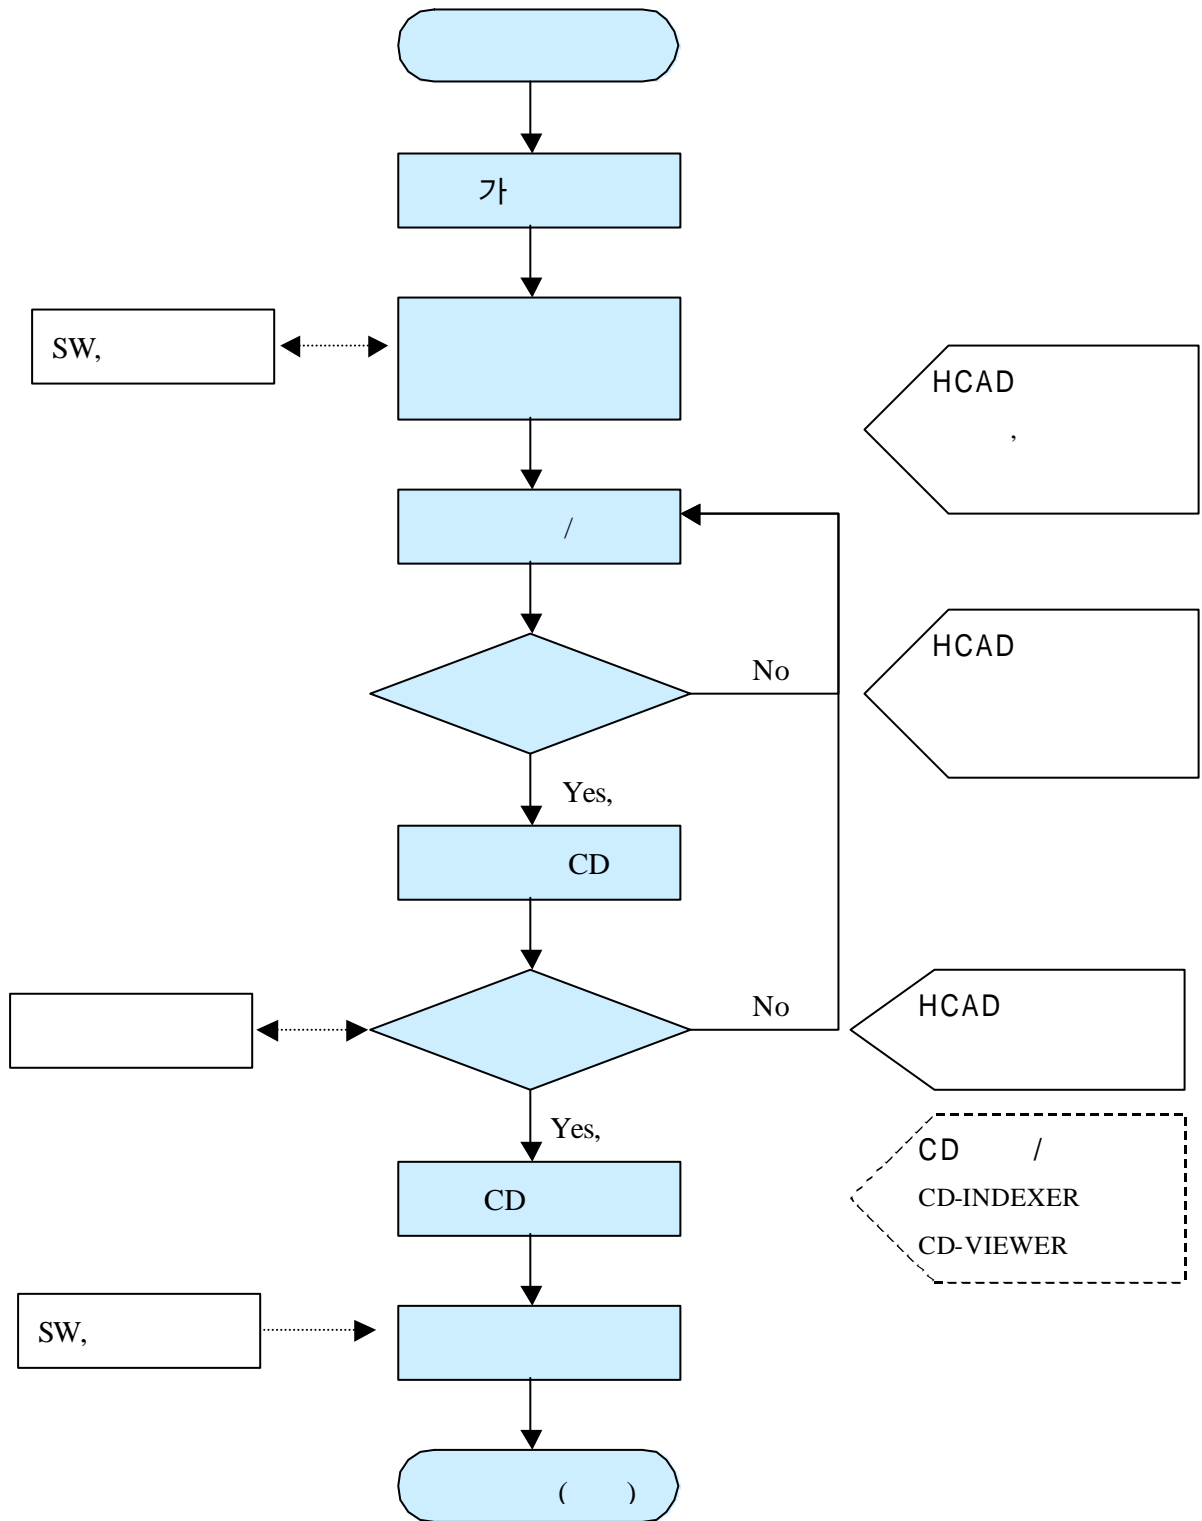 가
SW,
HCAD
,
/
HCAD
No
Yes,
CD
No
HCAD
Yes,
CD /
CD
CD-INDEXER
CD-VIEWER
SW,
( )